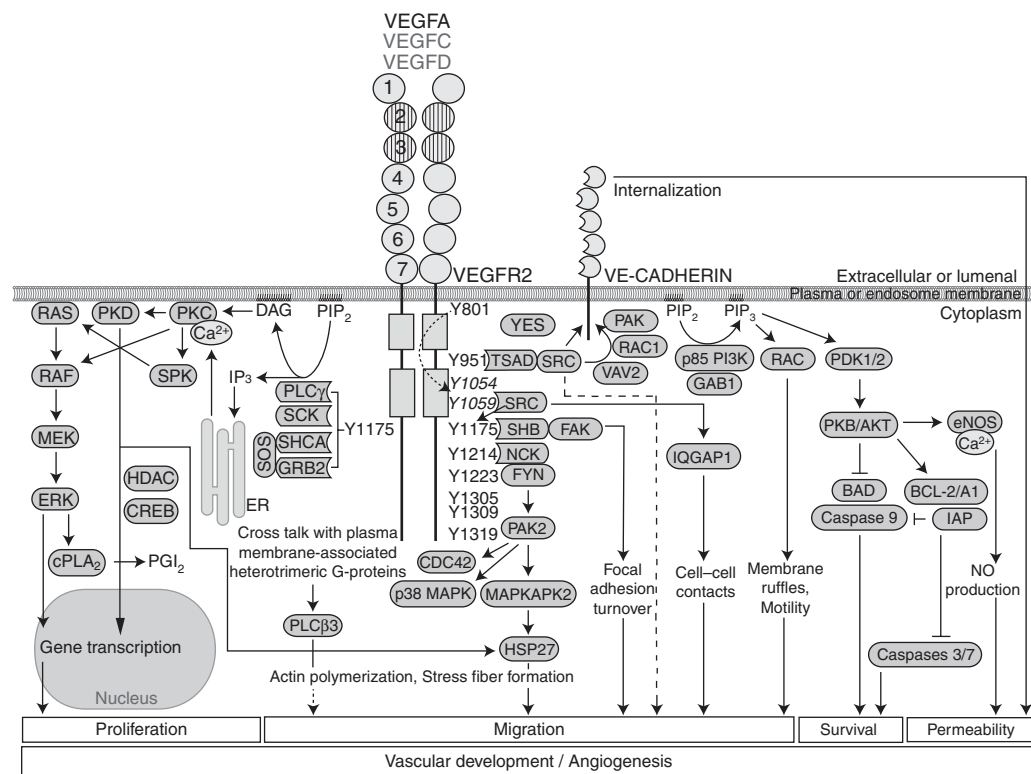 VEGFA
VEGFC
VEGFD
1
2
3
4
5
6
7
Internalization
VEGFR2
VE-CADHERIN
Extracellular or lumenal
Plasma or endosome membrane
Cytoplasm
RAS
PKD
PKC
Ca2+
DAG
PIP2
Y801
YES
PAK
RAC1
VAV2
PIP2
PIP3
RAF
SPK
IP3
PLCγ
SCK
SHCA
GRB2
SOS
Y1175
Y951
TSAD
SRC
p85 PI3K
GAB1
RAC
PDK1/2
Y1054
Y1059
SRC
Y1175
SHB
FAK
Y1214
NCK
Y1223
FYN
Y1305
Y1309
Y1319
PAK2
IQGAP1
PKB/AKT
eNOS
Ca2+
MEK
ERK
HDAC
CREB
ER
BAD
BCL-2/A1
Caspase 9
IAP
cPLA2
PGI2
Cross talk with plasma
membrane-associated
heterotrimeric G-proteins
CDC42
p38 MAPK
MAPKAPK2
Focal
adhesion
turnover
Cell–cell
contacts
Membrane
ruffles,
Motility
NO
production
PLCβ3
HSP27
Caspases 3/7
Gene transcription
Nucleus
Actin polymerization, Stress fiber formation
Proliferation
Migration
Survival
Permeability
Vascular development / Angiogenesis